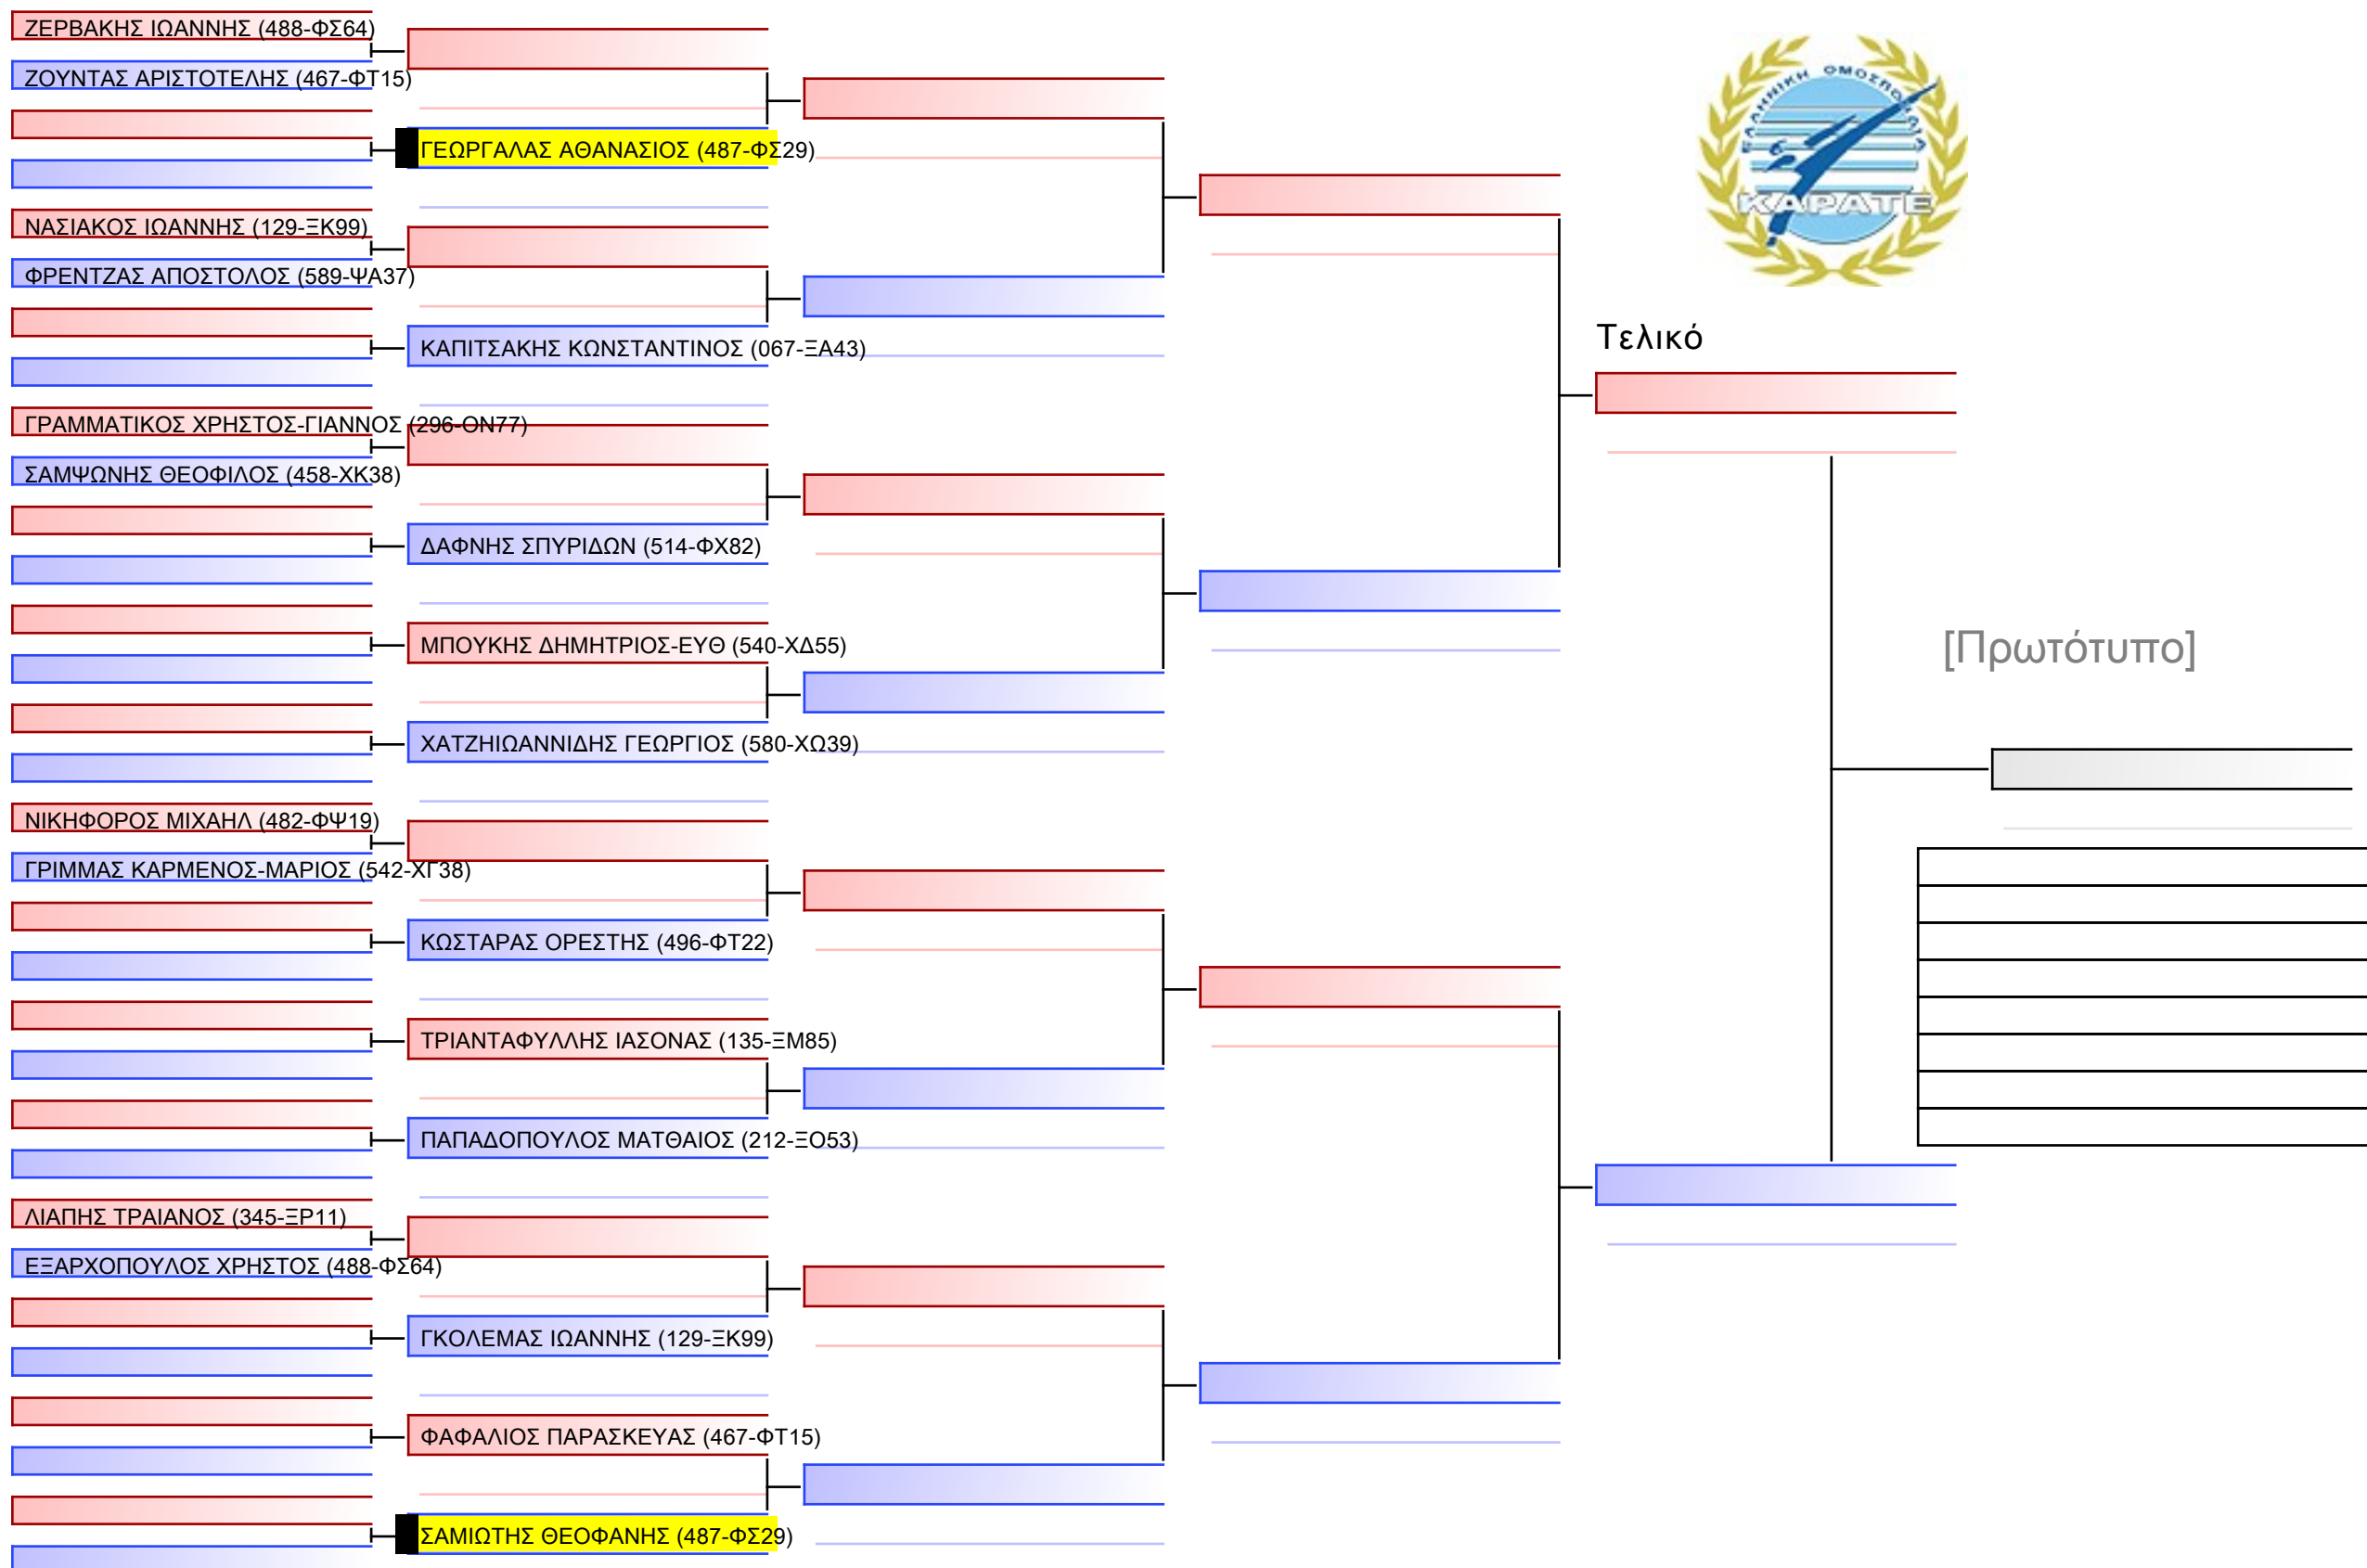 ΖΕΡΒΑΚΗΣ ΙΩΑΝΝΗΣ (488-ΦΣ64)
ΖΟΥΝΤΑΣ ΑΡΙΣΤΟΤΕΛΗΣ (467-ΦΤ15)
ΓΕΩΡΓΑΛΑΣ ΑΘΑΝΑΣΙΟΣ (487-ΦΣ29)
ΝΑΣΙΑΚΟΣ ΙΩΑΝΝΗΣ (129-ΞΚ99)
ΦΡΕΝΤΖΑΣ ΑΠΟΣΤΟΛΟΣ (589-ΨΑ37)
ΚΑΠΙΤΣΑΚΗΣ ΚΩΝΣΤΑΝΤΙΝΟΣ (067-ΞΑ43)
ΓΡΑΜΜΑΤΙΚΟΣ ΧΡΗΣΤΟΣ-ΓΙΑΝΝΟΣ (296-ΟΝ77)
ΣΑΜΨΩΝΗΣ ΘΕΟΦΙΛΟΣ (458-ΧΚ38)
ΔΑΦΝΗΣ ΣΠΥΡΙΔΩΝ (514-ΦΧ82)
ΜΠΟΥΚΗΣ ΔΗΜΗΤΡΙΟΣ-ΕΥΘ (540-ΧΔ55)
ΧΑΤΖΗΙΩΑΝΝΙΔΗΣ ΓΕΩΡΓΙΟΣ (580-ΧΩ39)
ΝΙΚΗΦΟΡΟΣ ΜΙΧΑΗΛ (482-ΦΨ19)
ΓΡΙΜΜΑΣ ΚΑΡΜΕΝΟΣ-ΜΑΡΙΟΣ (542-ΧΓ38)
ΚΩΣΤΑΡΑΣ ΟΡΕΣΤΗΣ (496-ΦΤ22)
ΤΡΙΑΝΤΑΦΥΛΛΗΣ ΙΑΣΟΝΑΣ (135-ΞΜ85)
ΠΑΠΑΔΟΠΟΥΛΟΣ ΜΑΤΘΑΙΟΣ (212-ΞΟ53)
ΛΙΑΠΗΣ ΤΡΑΙΑΝΟΣ (345-ΞΡ11)
ΕΞΑΡΧΟΠΟΥΛΟΣ ΧΡΗΣΤΟΣ (488-ΦΣ64)
ΓΚΟΛΕΜΑΣ ΙΩΑΝΝΗΣ (129-ΞΚ99)
ΦΑΦΑΛΙΟΣ ΠΑΡΑΣΚΕΥΑΣ (467-ΦΤ15)
ΣΑΜΙΩΤΗΣ ΘΕΟΦΑΝΗΣ (487-ΦΣ29)
ΕΛΛΗΝΙΚΗ ΟΜΟΣΠΟΝΔΙΑ
ΚΑΡΑΤΕ
Τελικό
[Πρωτότυπο]